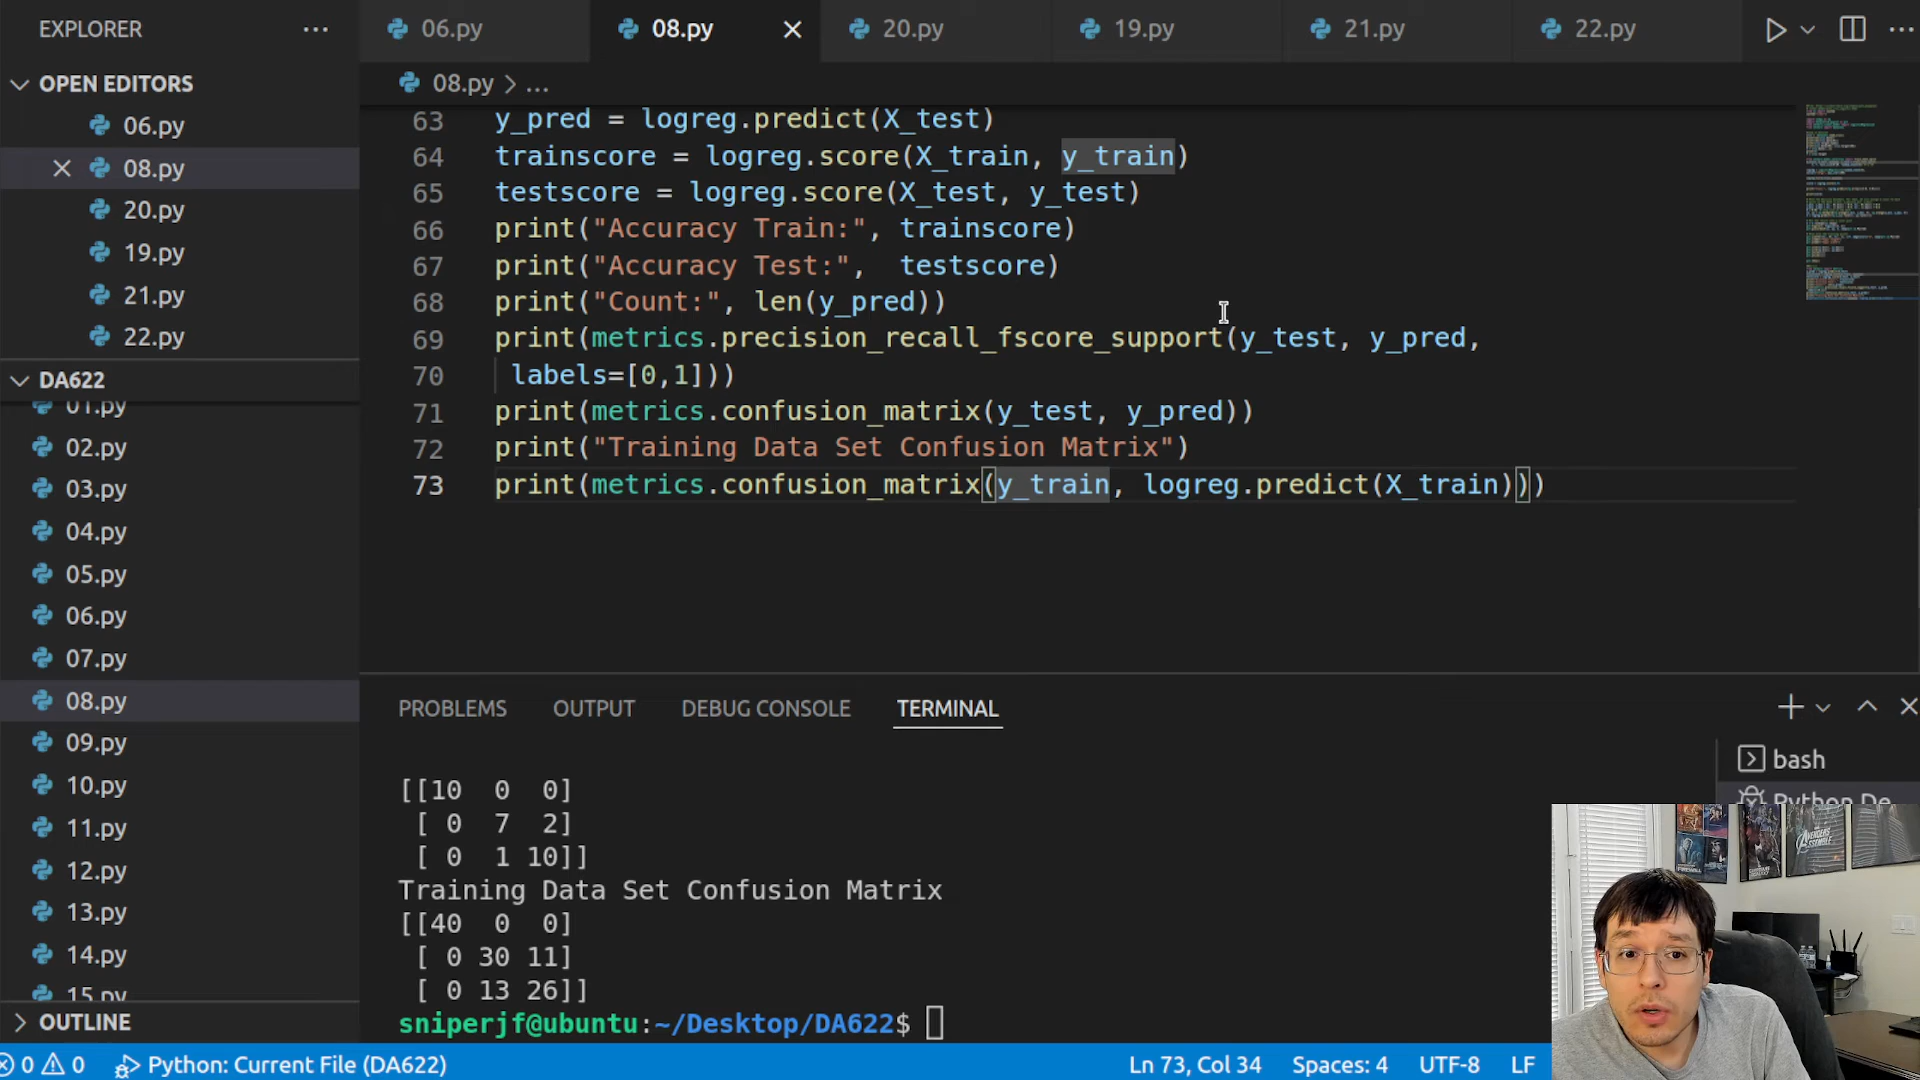 EXPLORER
06.py
08.py
20.py
19.py
21.py
22.py
OPEN EDITORS
08.py > ...
06.py
08.py
20.py
19.py
21.py
22.py
DA622
01.py
02.py
03.py
04.py
05.py
06.py
07.py
08.py
09.py
10.py
11.py
12.py
13.py
14.py
15.py
OUTLINE
63 y_pred = logreg.predict(X_test)
64 trainscore = logreg.score(X_train, y_train)
65 testscore = logreg.score(X_test, y_test)
66 print("Accuracy Train:", trainscore)
67 print("Accuracy Test:",  testscore)
68 print("Count:", len(y_pred))
69 print(metrics.precision_recall_fscore_support(y_test, y_pred,
70  labels=[0,1]))
71 print(metrics.confusion_matrix(y_test, y_pred))
72 print("Training Data Set Confusion Matrix")
73 print(metrics.confusion_matrix(y_train, logreg.predict(X_train)))
PROBLEMS OUTPUT DEBUG CONSOLE TERMINAL
bash
Python De
[[10  0  0]
 [ 0  7  2]
 [ 0  1 10]]
Training Data Set Confusion Matrix
[[40  0  0]
 [ 0 30 11]
 [ 0 13 26]]
sniperjf@ubuntu:~/Desktop/DA622$
0 0 Python: Current File (DA622) Ln 73, Col 34 Spaces: 4 UTF-8 LF